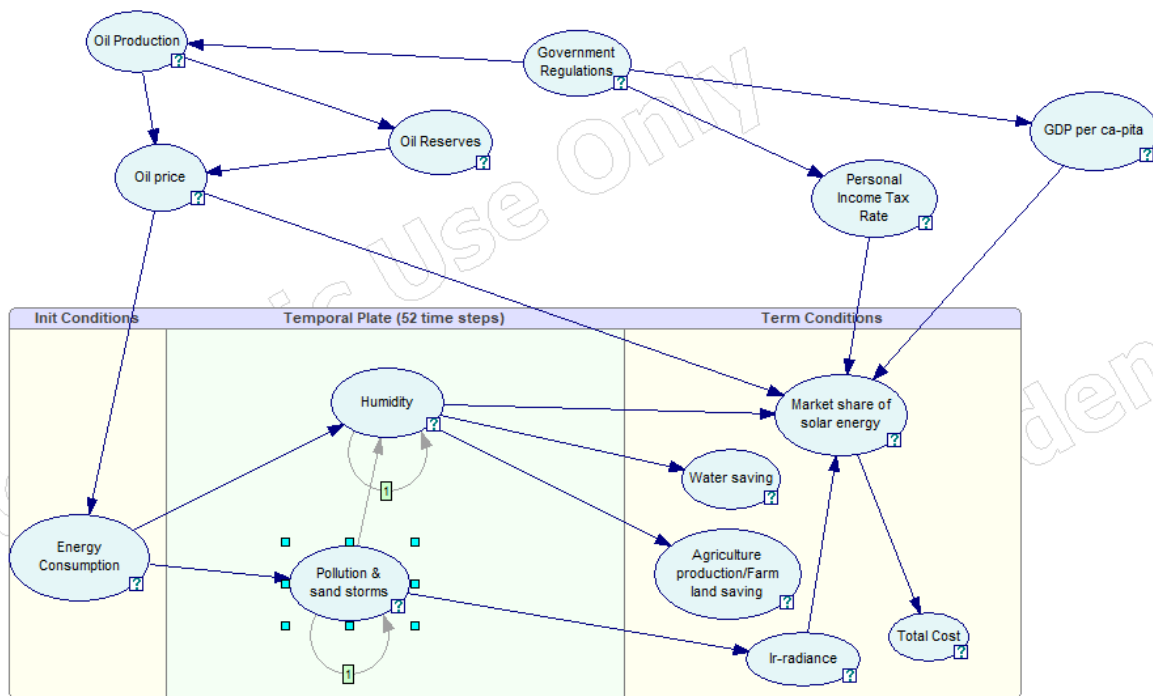 Oil Production
?
Government
Regulations
?
GDP per ca-pita
?
Oil Reserves
?
Oil price
?
Personal
Income Tax
Rate
?
Use Only
Init Conditions
Temporal Plate (52 time steps)
Term Conditions
Humidity
?
1
Market share of
solar energy
?
Water saving
?
Energy
Consumption
?
Pollution &
sand storms
?
1
Agriculture
production/Farm
land saving
?
Total Cost
?
Ir-radiance
?